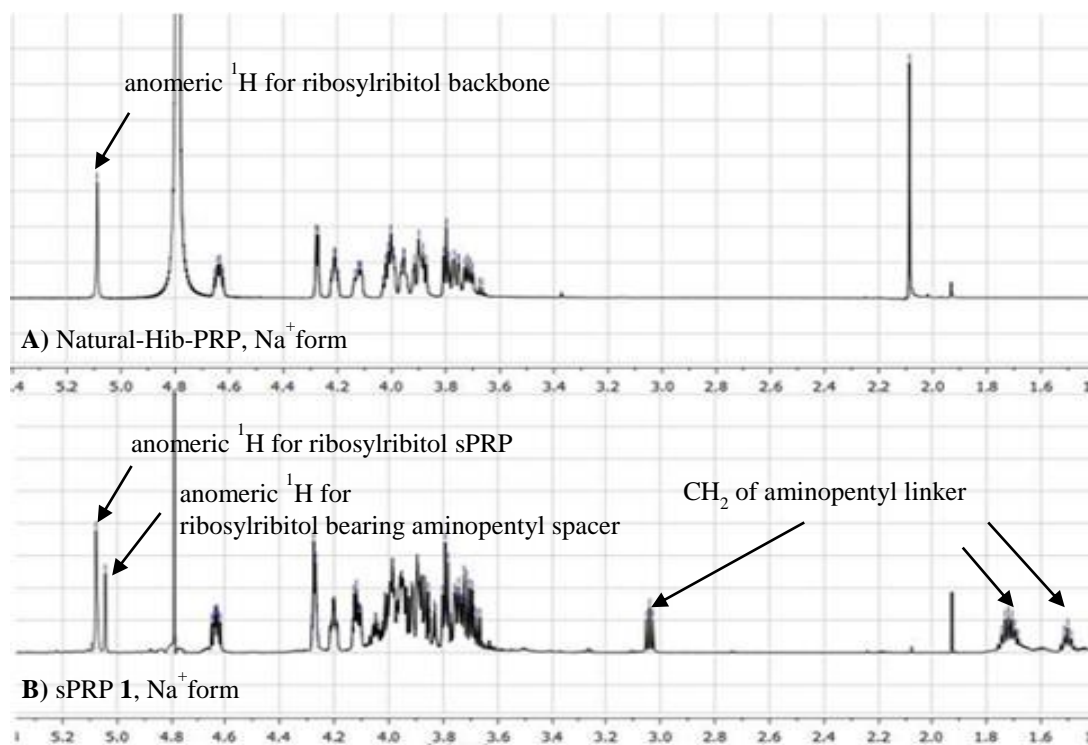 anomeric ¹H for ribosylribitol backbone
A) Natural-Hib-PRP, Na⁺form
.4 5.2 5.0 4.8 4.6 4.4 4.2 4.0 3.8 3.6 3.4 3.2 3.0 2.8 2.6 2.4 2.2 2.0 1.8 1.6 1.4
anomeric ¹H for ribosylribitol sPRP
anomeric ¹H for
ribosylribitol bearing aminopentyl spacer
CH₂ of aminopentyl linker
B) sPRP 1, Na⁺form
5.2 5.0 4.8 4.6 4.4 4.2 4.0 3.8 3.6 3.4 3.2 3.0 2.8 2.6 2.4 2.2 2.0 1.8 1.6